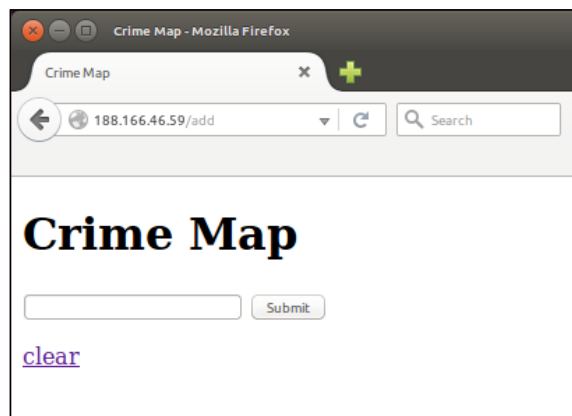 Crime Map - Mozilla Firefox
Crime Map
188.166.46.59/add
Search
Crime Map
Submit
clear